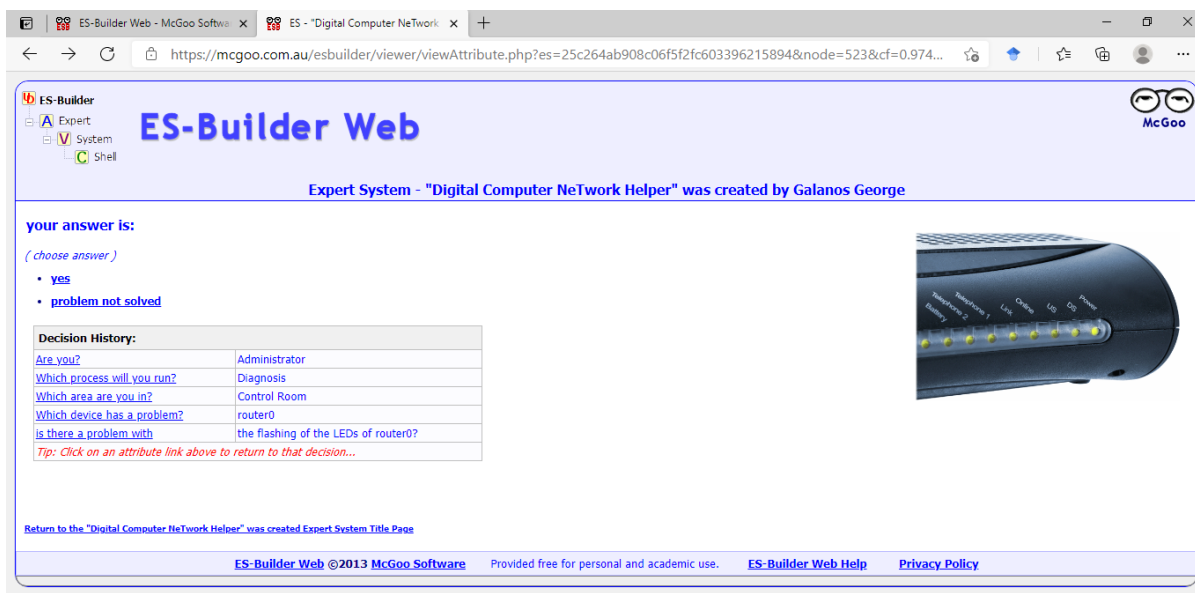 ES-Builder Web - McGoo Softwa
ES - "Digital Computer NeTwork
https://mcgoo.com.au/esbuilder/viewer/viewAttribute.php?es=25c264ab908c06f5f2fc603396215894&node=523&cf=0.974...
ES-Builder
A Expert
V System
C Shell
ES-Builder Web
McGoo
Expert System - "Digital Computer NeTwork Helper" was created by Galanos George
your answer is:
( choose answer )
• yes
• problem not solved
Decision History:
Are you? Administrator
Which process will you run? Diagnosis
Which area are you in? Control Room
Which device has a problem? router0
is there a problem with the flashing of the LEDs of router0?
Tip: Click on an attribute link above to return to that decision...
Battery Telephone 2 Telephone 1 Link Online US DS Power
Return to the "Digital Computer NeTwork Helper" was created Expert System Title Page
ES-Builder Web ©2013 McGoo Software Provided free for personal and academic use. ES-Builder Web Help Privacy Policy